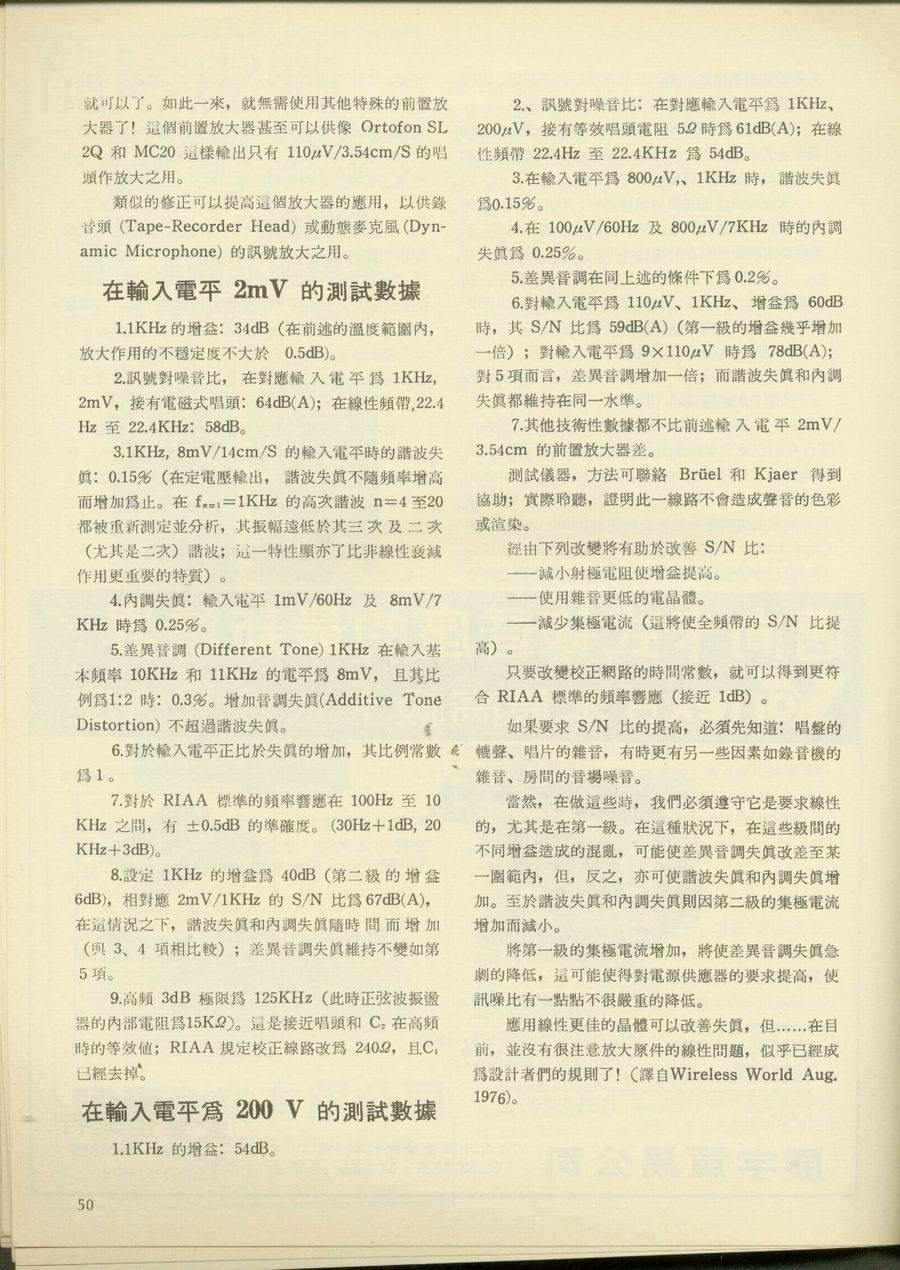 就可以了。如此一來，就無需使用其他特殊的前置放
大器了！這個前置放大器甚至可以供像 Ortofon SL
2Q 和 MC20 這樣輸出只有 110μV/3.54cm/S 的唱
頭作放大之用。
類似的修正可以提高這個放大器的應用，以供錄
音頭 (Tape-Recorder Head) 或動態麥克風 (Dyn-
amic Microphone) 的訊號放大之用。
在輸入電平 2mV 的測試數據
1.1KHz 的增益：34dB（在前述的溫度範圍內，
放大作用的不穩定度不大於 0.5dB)。
2.訊號對噪音比，在對應輸入電平爲 1KHz,
2mV，接有電磁式唱頭：64dB(A)；在線性頻帶,22.4
Hz 至 22.4KHz：58dB。
3.1KHz, 8mV/14cm/S 的輸入電平時的諧波失
眞：0.15%（在定電壓輸出，諧波失眞不隨頻率增高
而增加爲止。在 fₙ₌₁=1KHz 的高次諧波 n=4 至20
都被重新測定並分析，其振幅遠低於其三次及二次
（尤其是二次）諧波；這一特性顯示了比非線性衰減
作用更重要的特質）。
4.內調失眞：輸入電平 1mV/60Hz 及 8mV/7
KHz 時爲 0.25%。
5.差異音調 (Different Tone) 1KHz 在輸入基
本頻率 10KHz 和 11KHz 的電平爲 8mV，且其比
例爲1:2 時：0.3%。增加音調失眞(Additive Tone
Distortion) 不超過諧波失眞。
6.對於輸入電平正比於失眞的增加，其比例常數
爲 1 。
7.對於 RIAA 標準的頻率響應在 100Hz 至 10
KHz 之間，有 ±0.5dB 的準確度。(30Hz+1dB, 20
KHz+3dB)。
8.設定 1KHz 的增益爲 40dB（第二級的增益
6dB)，相對應 2mV/1KHz 的 S/N 比爲67dB(A)，
在這情況之下，諧波失眞和內調失眞隨時間而增加
（與 3、4 項相比較）；差異音調失眞維持不變如第
5 項。
9.高頻 3dB 極限爲 125KHz（此時正弦波振盪
器的內部電阻爲15KΩ)。這是接近唱頭和 C₂ 在高頻
時的等效値；RIAA 規定校正線路改爲 240Ω，且C₁
已經去掉。
在輸入電平爲 200 V 的測試數據
1.1KHz 的增益：54dB。
2.、訊號對噪音比：在對應輸入電平爲 1KHz、
200μV，接有等效唱頭電阻 5Ω 時爲61dB(A)；在線
性頻帶 22.4Hz 至 22.4KHz 爲 54dB。
3.在輸入電平爲 800μV,、1KHz 時，諧波失眞
爲0.15%。
4.在 100μV/60Hz 及 800μV/7KHz 時的內調
失眞爲 0.25%。
5.差異音調在同上述的條件下爲0.2%。
6.對輸入電平爲 110μV、1KHz、增益爲 60dB
時，其 S/N 比爲 59dB(A)（第一級的增益幾乎增加
一倍）；對輸入電平爲 9×110μV 時爲 78dB(A)；
對 5 項而言，差異音調增加一倍；而諧波失眞和內調
失眞都維持在同一水準。
7.其他技術性數據都不比前述輸入電平 2mV/
3.54cm 的前置放大器差。
測試儀器，方法可聯絡 Brüel 和 Kjaer 得到
協助；實際聆聽，證明此一線路不會造成聲音的色彩
或渲染。
經由下列改變將有助於改善 S/N 比：
——減小射極電阻使增益提高。
——使用雜音更低的電晶體。
——減少集極電流（這將使全頻帶的 S/N 比提
高）。
只要改變校正網路的時間常數，就可以得到更符
合 RIAA 標準的頻率響應（接近 1dB）。
如果要求 S/N 比的提高，必須先知道：唱盤的
轆聲、唱片的雜音，有時更有另一些因素如錄音機的
雜音、房間的音場噪音。
當然，在做這些時，我們必須遵守它是要求線性
的，尤其是在第一級。在這種狀況下，在這些級間的
不同增益造成的混亂，可能使差異音調失眞改差至某
一圍範內，但，反之，亦可使諧波失眞和內調失眞增
加。至於諧波失眞和內調失眞則因第二級的集極電流
增加而減小。
將第一級的集極電流增加，將使差異音調失眞急
劇的降低，這可能使得對電源供應器的要求提高，使
訊噪比有一點點不很嚴重的降低。
應用線性更佳的晶體可以改善失眞，但……在目
前，並沒有很注意放大原件的線性問題，似乎已經成
爲設計者們的規則了！（譯自Wireless World Aug.
1976)。
50